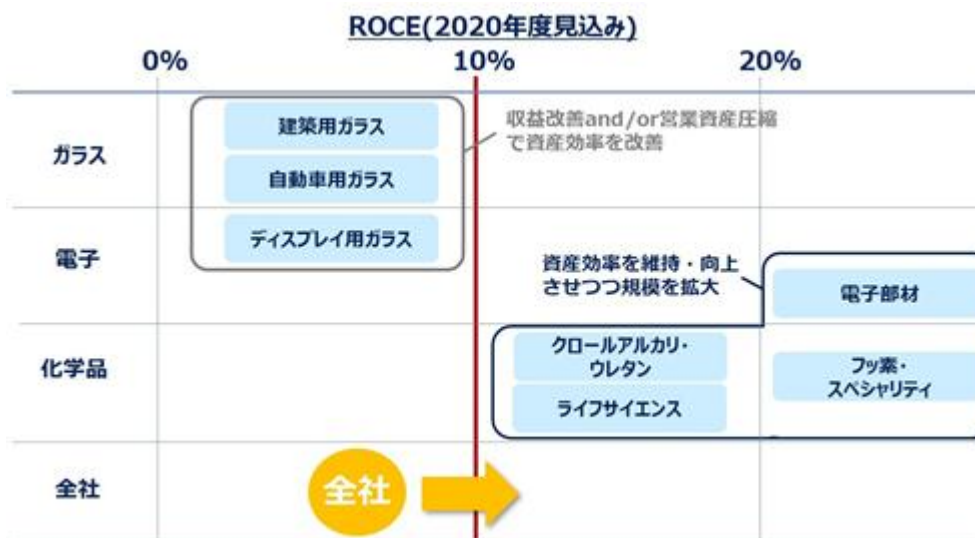 ROCE(2020年度見込み)
0%
10%
20%
ガラス
建築用ガラス
自動車用ガラス
収益改善and/or営業資産圧縮
で資産効率を改善
電子
ディスプレイ用ガラス
資産効率を維持・向上
させつつ規模を拡大
電子部材
化学品
クロールアルカリ・
ウレタン
ライフサイエンス
フッ素・
スペシャリティ
全社
全社